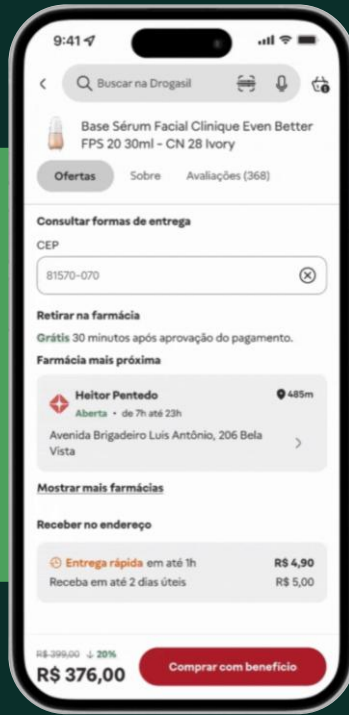 9:41
Buscar na Drogasil
Base Sérum Facial Clinique Even Better
FPS 20 30ml - CN 28 Ivory
Ofertas Sobre Avaliações (368)
Consultar formas de entrega
CEP
81570-070
Retirar na farmácia
Grátis 30 minutos após aprovação do pagamento.
Farmácia mais próxima
Heitor Pentedo 485m
Aberta • de 7h até 23h
Avenida Brigadeiro Luis Antônio, 206 Bela
Vista
Mostrar mais farmácias
Receber no endereço
Entrega rápida em até 1h R$ 4,90
Receba em até 2 dias úteis R$ 5,00
R$ 399,00 ↓ 20%
R$ 376,00 Comprar com benefício